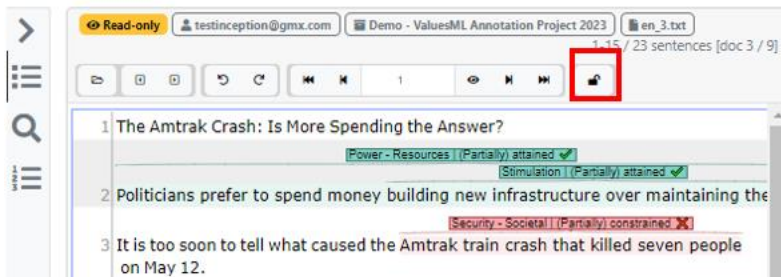 Read-only testinception@gmx.com Demo - ValuesML Annotation Project 2023 en_3.txt
1-15 / 23 sentences [doc 3 / 9]
1
1 The Amtrak Crash: Is More Spending the Answer?
Power - Resources | (Partially) attained
Stimulation | (Partially) attained
2 Politicians prefer to spend money building new infrastructure over maintaining the
Security - Societal | (Partially) constrained
3 It is too soon to tell what caused the Amtrak train crash that killed seven people
on May 12.